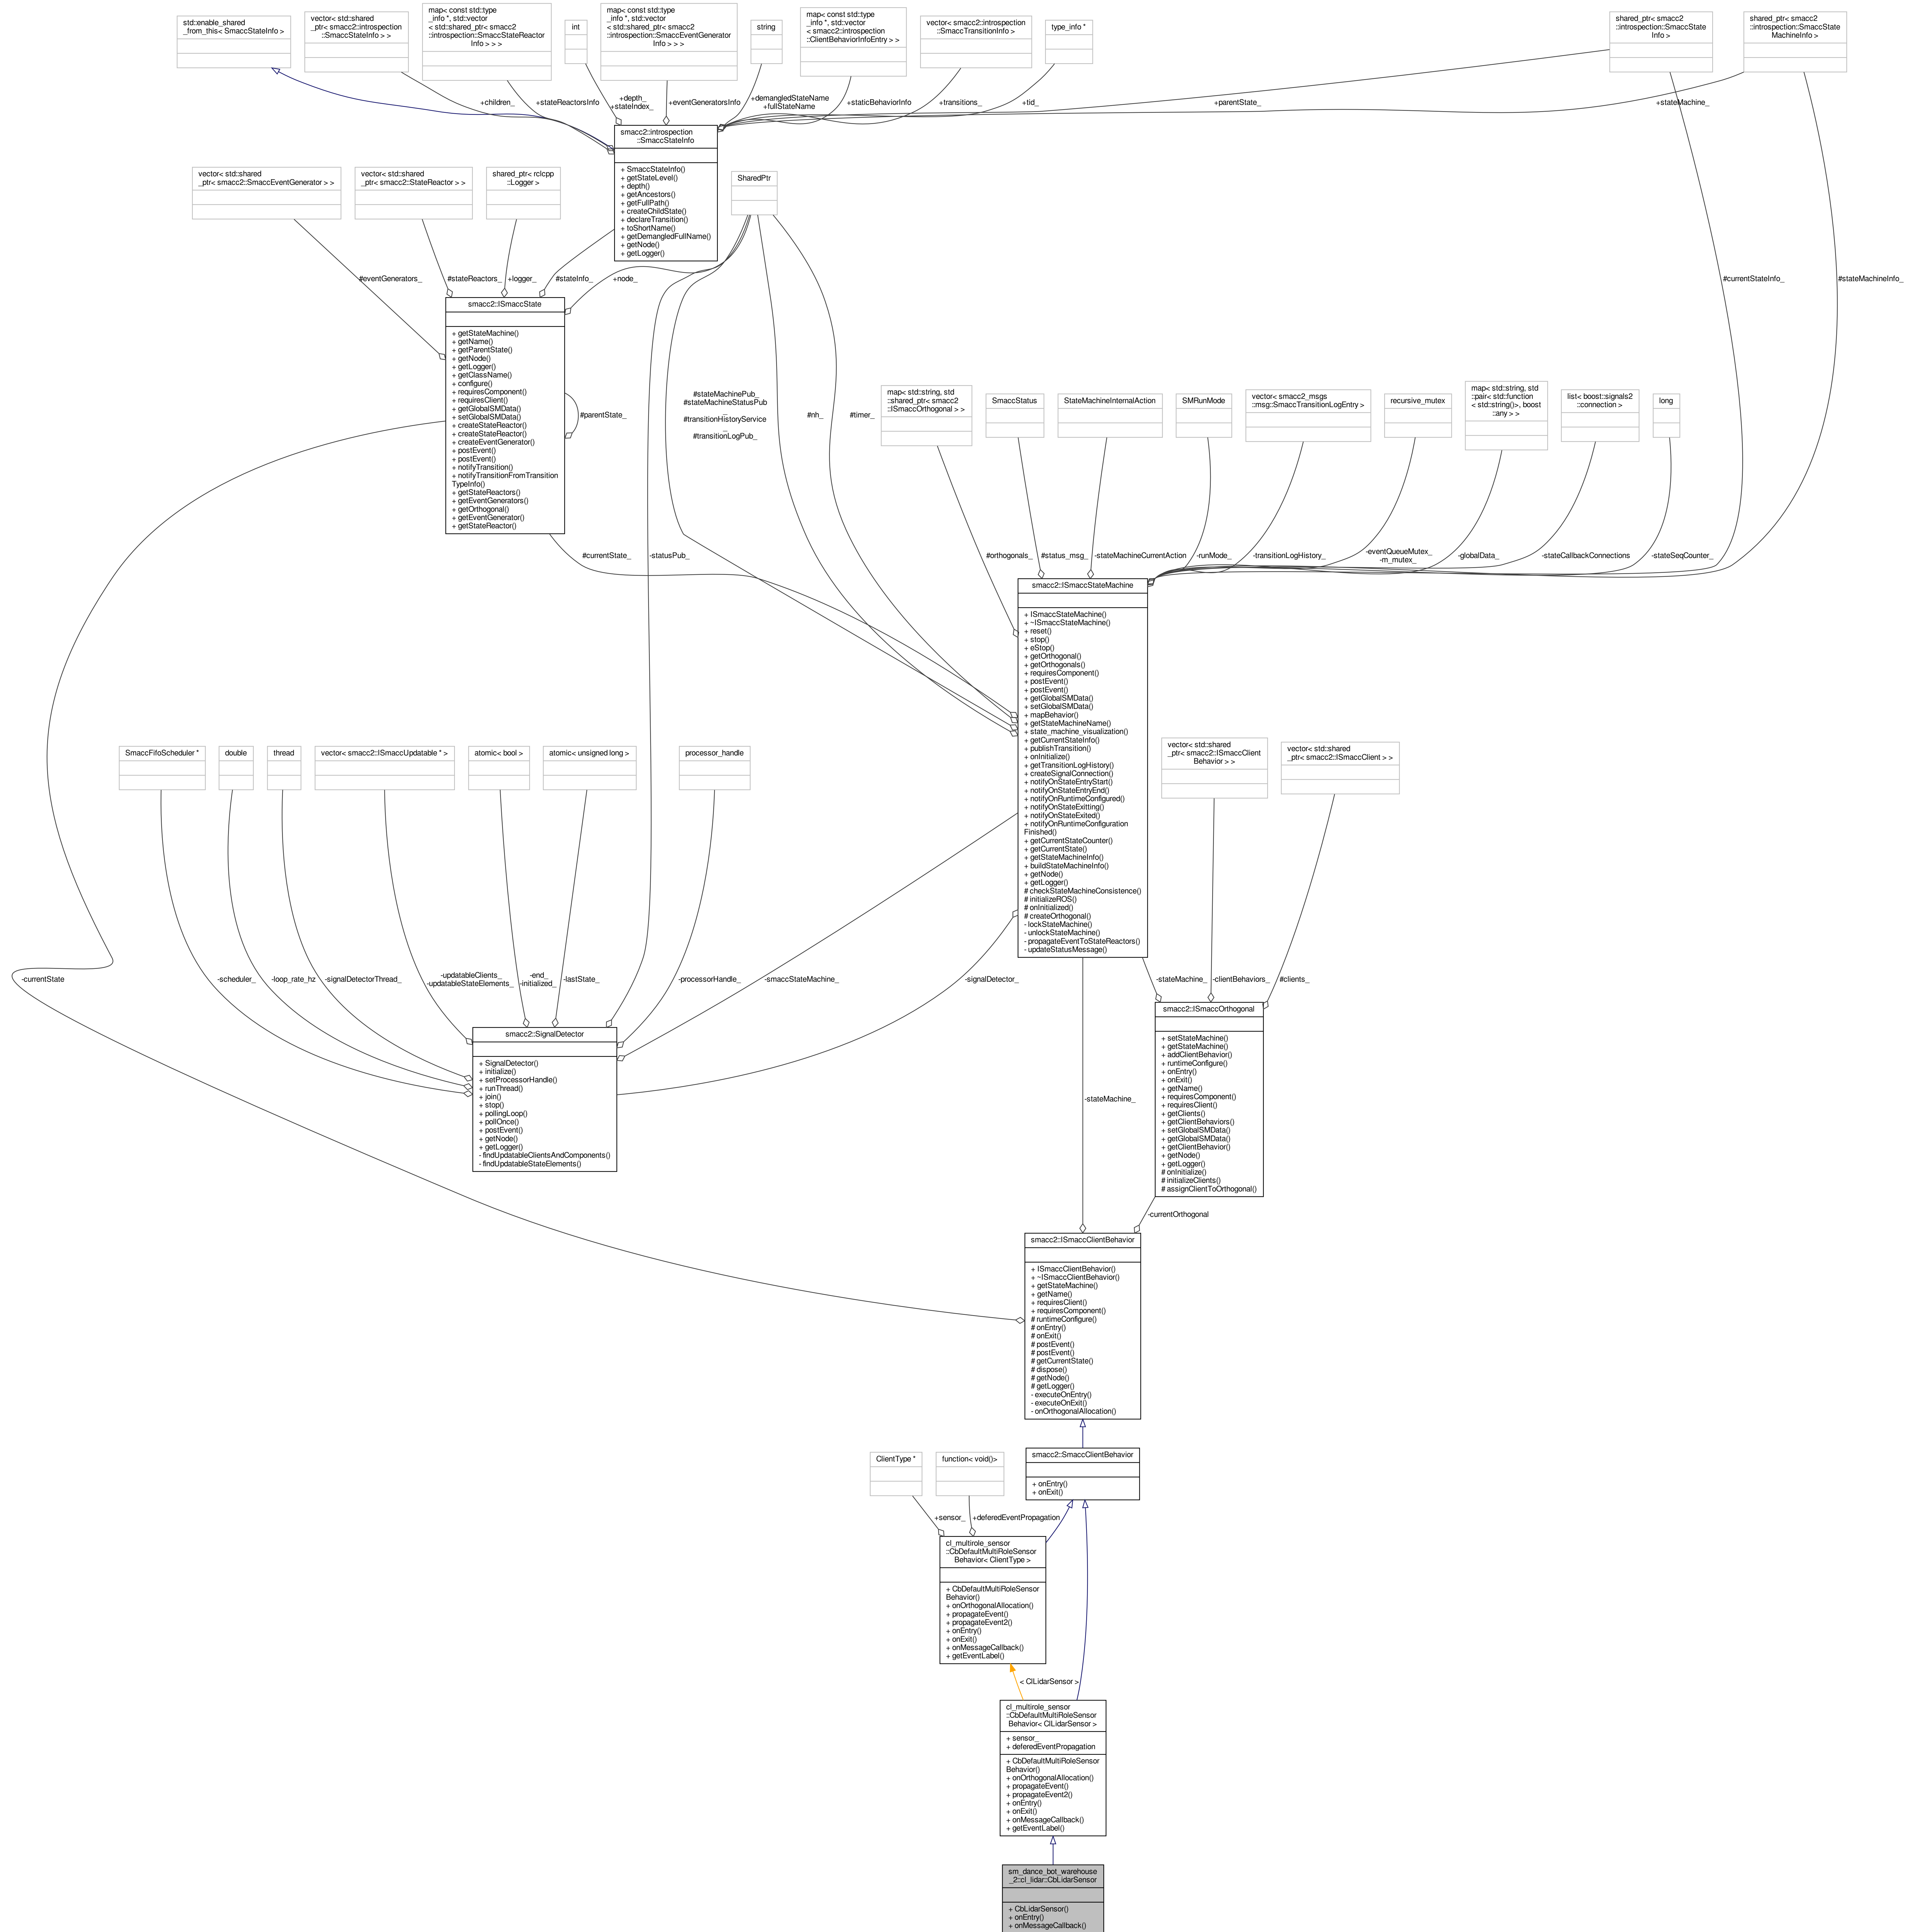 std::enable_shared
_from_this< SmaccStateInfo >
vector< std::shared
_ptr< smacc2::introspection
::SmaccStateInfo > >
map< const std::type
_info *, std::vector
< std::shared_ptr< smacc2
::introspection::SmaccStateReactor
Info > > >
int
map< const std::type
_info *, std::vector
< std::shared_ptr< smacc2
::introspection::SmaccEventGenerator
Info > > >
string
map< const std::type
_info *, std::vector
< smacc2::introspection
::ClientBehaviorInfoEntry > >
vector< smacc2::introspection
::SmaccTransitionInfo >
type_info *
shared_ptr< smacc2
::introspection::SmaccState
Info >
shared_ptr< smacc2
::introspection::SmaccState
MachineInfo >
+children_
+stateReactorsInfo
+depth_
+stateIndex_
+eventGeneratorsInfo
+demangledStateName
+fullStateName
+staticBehaviorInfo
+transitions_
+tid_
+parentState_
+stateMachine_
smacc2::introspection
::SmaccStateInfo
+ SmaccStateInfo()
+ getStateLevel()
+ depth()
+ getAncestors()
+ getFullPath()
+ createChildState()
+ declareTransition()
+ toShortName()
+ getDemangledFullName()
+ getNode()
+ getLogger()
vector< std::shared
_ptr< smacc2::SmaccEventGenerator > >
vector< std::shared
_ptr< smacc2::StateReactor > >
shared_ptr< rclcpp
::Logger >
SharedPtr
#eventGenerators_
#stateReactors_
+logger_
#stateInfo_
+node_
#currentStateInfo_
#stateMachineInfo_
smacc2::ISmaccState
+ getStateMachine()
+ getName()
+ getParentState()
+ getNode()
+ getLogger()
+ getClassName()
+ configure()
+ requiresComponent()
+ requiresClient()
+ getGlobalSMData()
+ setGlobalSMData()
+ createStateReactor()
+ createStateReactor()
+ createEventGenerator()
+ postEvent()
+ postEvent()
+ notifyTransition()
+ notifyTransitionFromTransition
TypeInfo()
+ getStateReactors()
+ getEventGenerators()
+ getOrthogonal()
+ getEventGenerator()
+ getStateReactor()
#parentState_
#stateMachinePub_
#stateMachineStatusPub
_
#transitionHistoryService
_
#transitionLogPub_
#nh_
#timer_
map< std::string, std
::shared_ptr< smacc2
::ISmaccOrthogonal > >
SmaccStatus
StateMachineInternalAction
SMRunMode
vector< smacc2_msgs
::msg::SmaccTransitionLogEntry >
recursive_mutex
map< std::string, std
::pair< std::function
< std::string()>, boost
::any > >
list< boost::signals2
::connection >
long
#currentState_
-statusPub_
#orthogonals_
#status_msg_
-stateMachineCurrentAction
-runMode_
-transitionLogHistory_
-eventQueueMutex_
-m_mutex_
-globalData_
-stateCallbackConnections
-stateSeqCounter_
smacc2::ISmaccStateMachine
+ ISmaccStateMachine()
+ ~ISmaccStateMachine()
+ reset()
+ stop()
+ eStop()
+ getOrthogonal()
+ getOrthogonals()
+ requiresComponent()
+ postEvent()
+ postEvent()
+ getGlobalSMData()
+ setGlobalSMData()
+ mapBehavior()
+ getStateMachineName()
+ state_machine_visualization()
+ getCurrentStateInfo()
+ publishTransition()
+ onInitialize()
+ getTransitionLogHistory()
+ createSignalConnection()
+ notifyOnStateEntryStart()
+ notifyOnStateEntryEnd()
+ notifyOnRuntimeConfigured()
+ notifyOnStateExitting()
+ notifyOnStateExited()
+ notifyOnRuntimeConfiguration
Finished()
+ getCurrentStateCounter()
+ getCurrentState()
+ getStateMachineInfo()
+ buildStateMachineInfo()
+ getNode()
+ getLogger()
# checkStateMachineConsistence()
# initializeROS()
# onInitialized()
# createOrthogonal()
- lockStateMachine()
- unlockStateMachine()
- propagateEventToStateReactors()
- updateStatusMessage()
SmaccFifoScheduler *
double
thread
vector< smacc2::ISmaccUpdatable * >
atomic< bool >
atomic< unsigned long >
processor_handle
vector< std::shared
_ptr< smacc2::ISmaccClient
Behavior > >
vector< std::shared
_ptr< smacc2::ISmaccClient > >
-currentState
-scheduler_
-loop_rate_hz
-signalDetectorThread_
-updatableClients_
-updatableStateElements_
-end_
-initialized_
-lastState_
-processorHandle_
-smaccStateMachine_
-signalDetector_
-stateMachine_
-clientBehaviors_
#clients_
smacc2::SignalDetector
+ SignalDetector()
+ initialize()
+ setProcessorHandle()
+ runThread()
+ join()
+ stop()
+ pollingLoop()
+ pollOnce()
+ postEvent()
+ getNode()
+ getLogger()
- findUpdatableClientsAndComponents()
- findUpdatableStateElements()
smacc2::ISmaccOrthogonal
+ setStateMachine()
+ getStateMachine()
+ addClientBehavior()
+ runtimeConfigure()
+ onEntry()
+ onExit()
+ getName()
+ requiresComponent()
+ requiresClient()
+ getClients()
+ getClientBehaviors()
+ setGlobalSMData()
+ getGlobalSMData()
+ getClientBehavior()
+ getNode()
+ getLogger()
# onInitialize()
# initializeClients()
# assignClientToOrthogonal()
-stateMachine_
-currentOrthogonal
smacc2::ISmaccClientBehavior
+ ISmaccClientBehavior()
+ ~ISmaccClientBehavior()
+ getStateMachine()
+ getName()
+ requiresClient()
+ requiresComponent()
# runtimeConfigure()
# onEntry()
# onExit()
# postEvent()
# postEvent()
# getCurrentState()
# dispose()
# getNode()
# getLogger()
- executeOnEntry()
- executeOnExit()
- onOrthogonalAllocation()
ClientType *
function< void()>
smacc2::SmaccClientBehavior
+ onEntry()
+ onExit()
+sensor_
+deferedEventPropagation
cl_multirole_sensor
::CbDefaultMultiRoleSensor
Behavior< ClientType >
+ CbDefaultMultiRoleSensor
Behavior()
+ onOrthogonalAllocation()
+ propagateEvent()
+ propagateEvent2()
+ onEntry()
+ onExit()
+ onMessageCallback()
+ getEventLabel()
< ClLidarSensor >
cl_multirole_sensor
::CbDefaultMultiRoleSensor
Behavior< ClLidarSensor >
+ sensor_
+ deferedEventPropagation
+ CbDefaultMultiRoleSensor
Behavior()
+ onOrthogonalAllocation()
+ propagateEvent()
+ propagateEvent2()
+ onEntry()
+ onExit()
+ onMessageCallback()
+ getEventLabel()
sm_dance_bot_warehouse
_2::cl_lidar::CbLidarSensor
+ CbLidarSensor()
+ onEntry()
+ onMessageCallback()